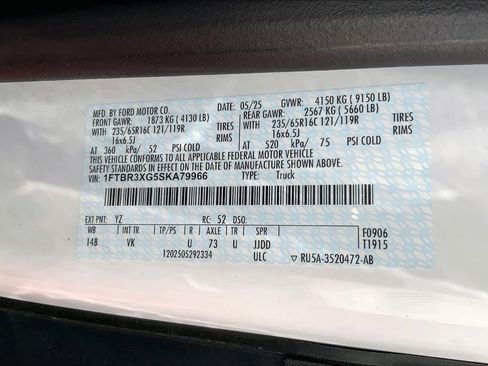 MFD. BY FORD MOTOR CO. DATE: 05/25 GVWR: 4150 KG ( 9150 LB)
FRONT GAWR: 1873 KG ( 4130 LB) REAR GAWR: 2567 KG ( 5660 LB)
WITH 235/65R16C 121/119R TIRES WITH 235/65R16C 121/119R TIRES
16x6.5J RIMS 16x6.5J RIMS
AT 360 kPa/ 52 PSI COLD AT 520 kPa/ 75 PSI COLD
THIS VEHICLE CONFORMS TO ALL APPLICABLE FEDERAL MOTOR VEHICLE
SAFETY STANDARDS IN EFFECT ON THE DATE OF MANUFACTURE SHOWN ABOVE.
VIN: 1FTBR3XG5SKA79966 TYPE: Truck
EXT PNT: YZ RC: 52 DSO:
WB INT TR TP/PS R AXLE TR SPR F0906
148 VK U 73 U JJDD T1915
1202505292334 ULC ▽ RU5A-3520472-AB